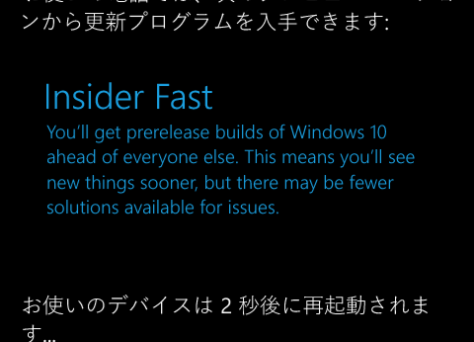 ンから更新プログラムを入手できます:
Insider Fast
You'll get prerelease builds of Windows 10
ahead of everyone else. This means you'll see
new things sooner, but there may be fewer
solutions available for issues.
お使いのデバイスは 2 秒後に再起動されま
す...